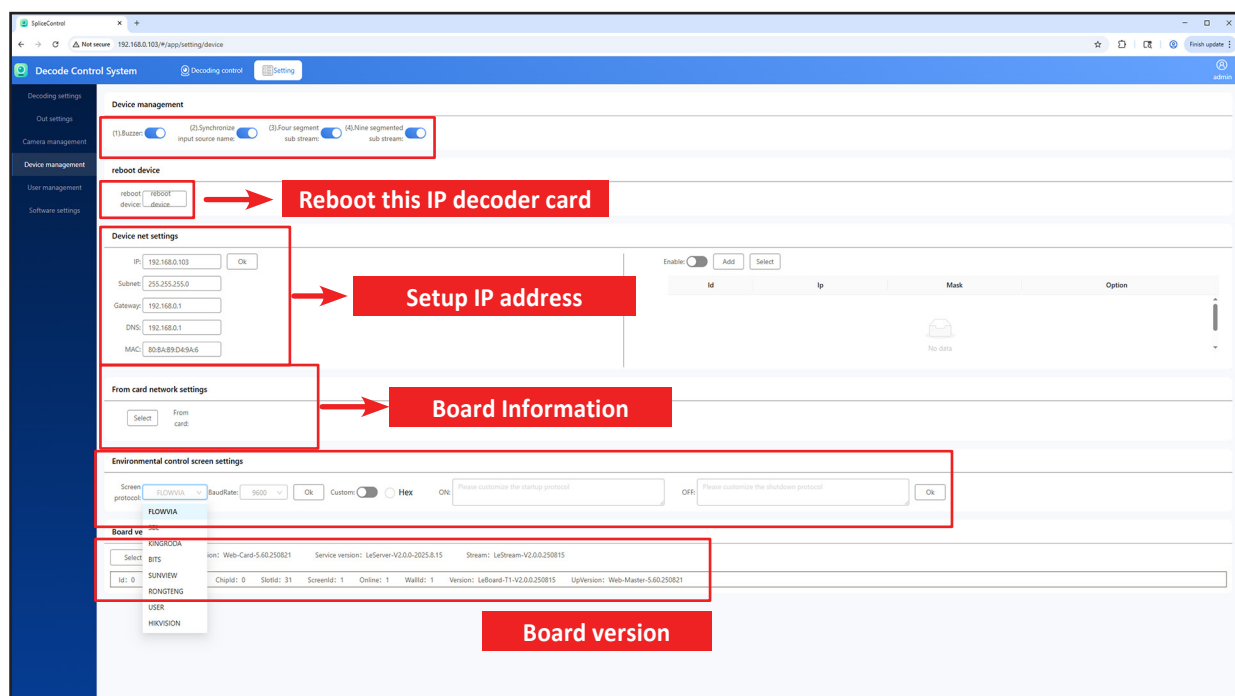 SpliceControl
Not secure 192.168.0.103/#/app/setting/device
Finish update
Decode Control System Decoding control Setting admin
Decoding settings
Out settings
Camera management
Device management
User management
Software settings
Device management
(1).Buzzer: (2).Synchronize input source name: (3).Four segment sub stream: (4).Nine segmented sub stream:
reboot device
reboot device: reboot device
Reboot this IP decoder card
Device net settings
IP: 192.168.0.103 Ok
Subnet: 255.255.255.0
Gateway: 192.168.0.1
DNS: 192.168.0.1
MAC: 80:BA:B9:D4:9A:6
Setup IP address
Enable: Add Select
Id Ip Mask Option
No data
From card network settings
Select From card:
Board Information
Environmental control screen settings
Screen protocol: FLOWVIA BaudRate: 9600 Ok Custom: Hex ON: Please customize the startup protocol OFF: Please customize the shutdown protocol Ok
FLOWVIA
KINGRODA
BITS
SUNVIEW
RONGTENG
USER
HIKVISION
Board ve
Select Web-Card-5.60.250821 Service version: LeServer-V2.0.0-2025.8.15 Stream: LeStream-V2.0.0.250815
Id: 0 ChipId: 0 SlotId: 31 ScreenId: 1 Online: 1 WallId: 1 Version: LeBoard-T1-V2.0.0.250815 UpVersion: Web-Master-5.60.250821
Board version